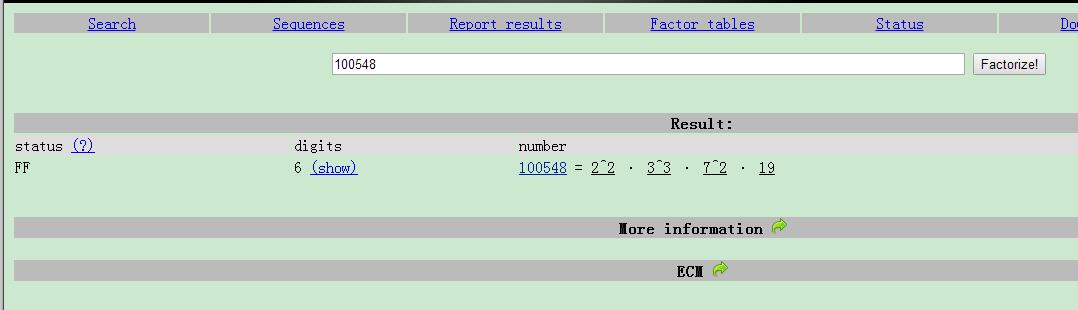 Search Sequences Report results Factor tables Status
100548 Factorize!
Result:
status (?) digits number
FF 6 (show) 100548 = 2^2 · 3^3 · 7^2 · 19
More information
ECM